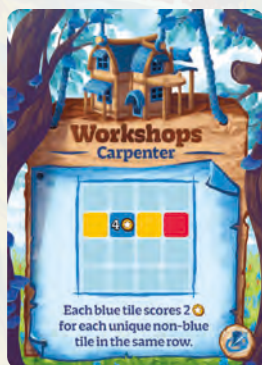 Workshops
Carpenter
4
Each blue tile scores 2
for each unique non-blue
tile in the same row.